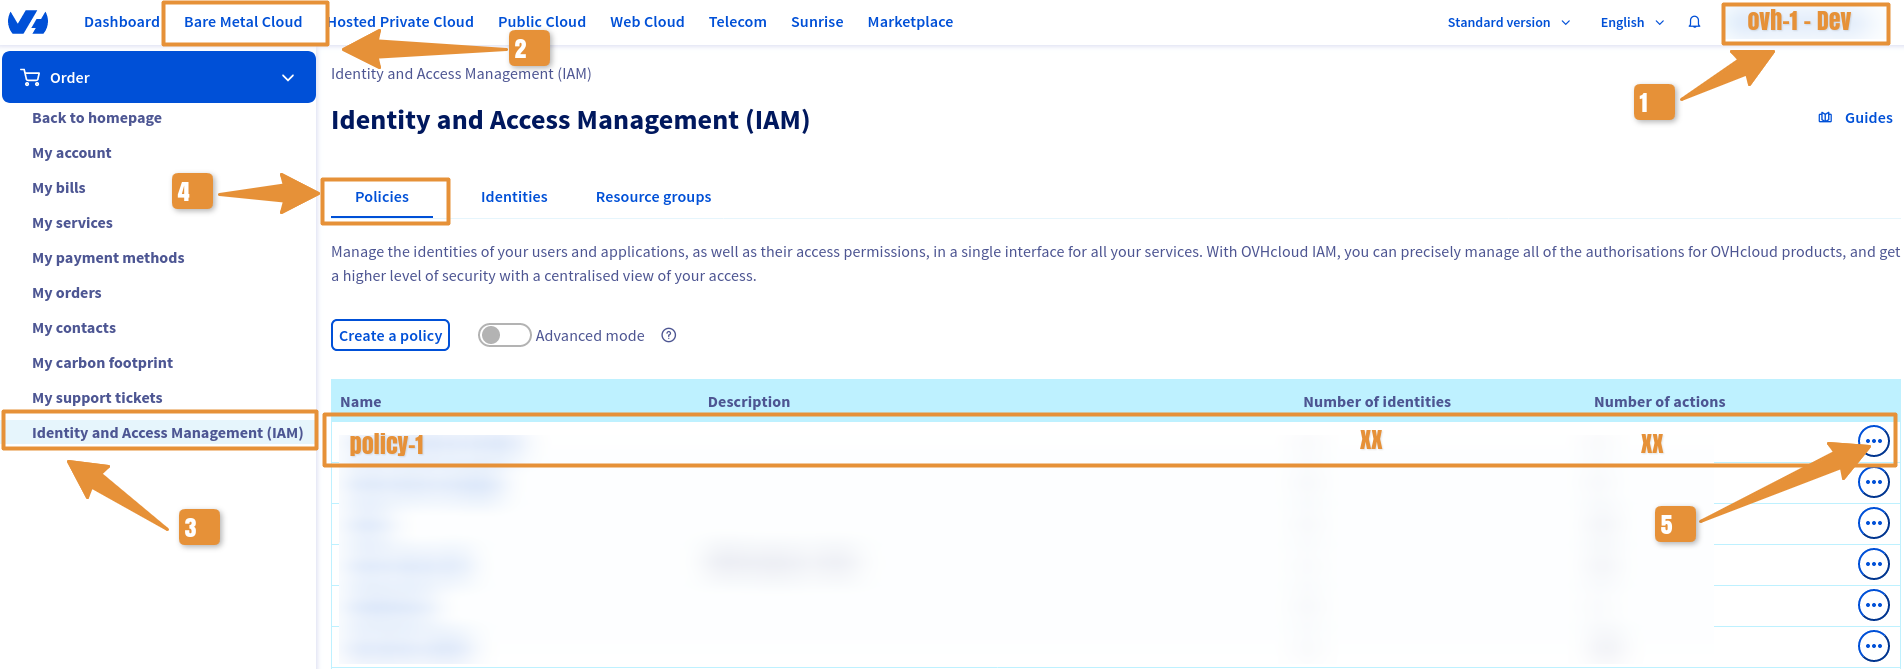 Dashboard Bare Metal Cloud Hosted Private Cloud Public Cloud Web Cloud Telecom Sunrise Marketplace Standard version English ovh-1 - Dev
2
1
Order
Back to homepage
My account
My bills
My services
My payment methods
My orders
My contacts
My carbon footprint
My support tickets
Identity and Access Management (IAM)
3
Identity and Access Management (IAM)
Identity and Access Management (IAM)
Guides
4
Policies Identities Resource groups
Manage the identities of your users and applications, as well as their access permissions, in a single interface for all your services. With OVHcloud IAM, you can precisely manage all of the authorisations for OVHcloud products, and get
a higher level of security with a centralised view of your access.
Create a policy Advanced mode ?
Name Description Number of identities Number of actions
policy-1 XX XX
5